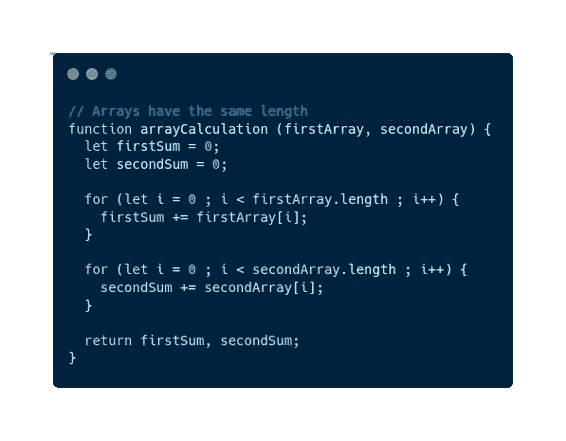 // Arrays have the same length
function arrayCalculation (firstArray, secondArray) {
let firstSum = 0;
let secondSum = 0;
for (let i = 0 ; i < firstArray.length ; i++) {
firstSum += firstArray[i];
}
for (let i = 0 ; i < secondArray.length ; i++) {
secondSum += secondArray[i];
}
return firstSum, secondSum;
}